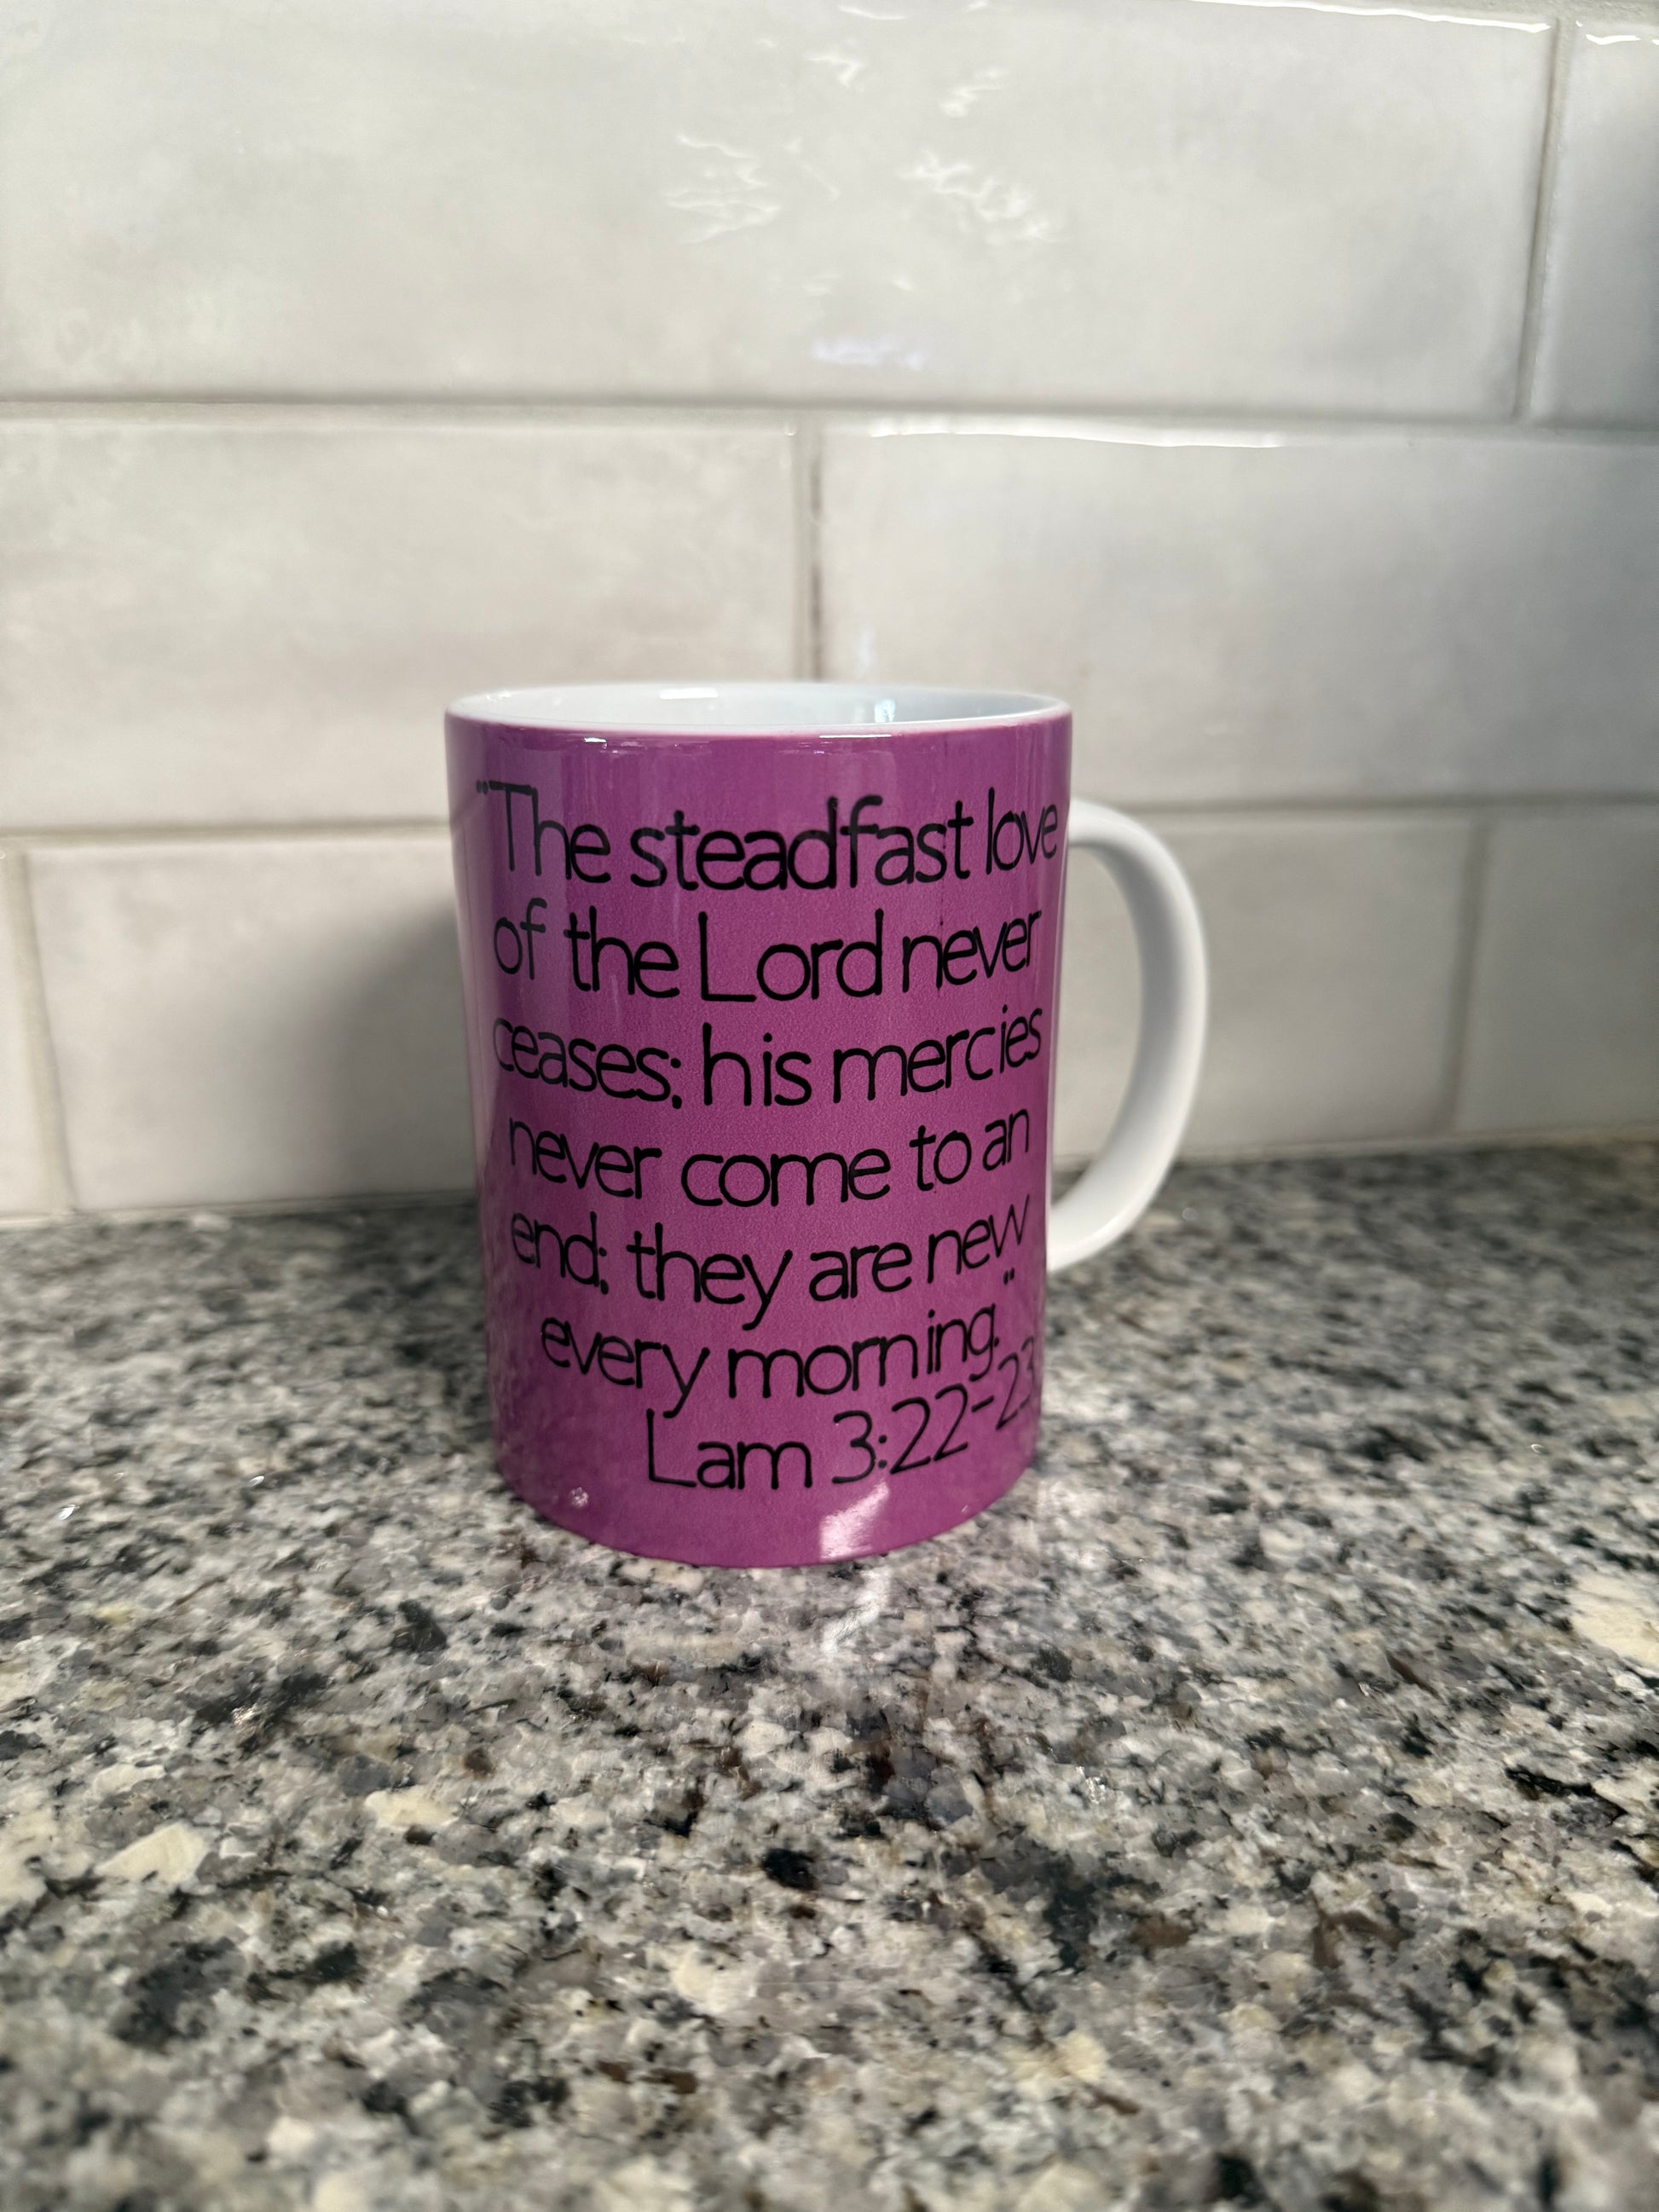 "The steadfast love
of the Lord never
ceases; his mercies
never come to an
end; they are new
every morning."
Lam 3:22-23